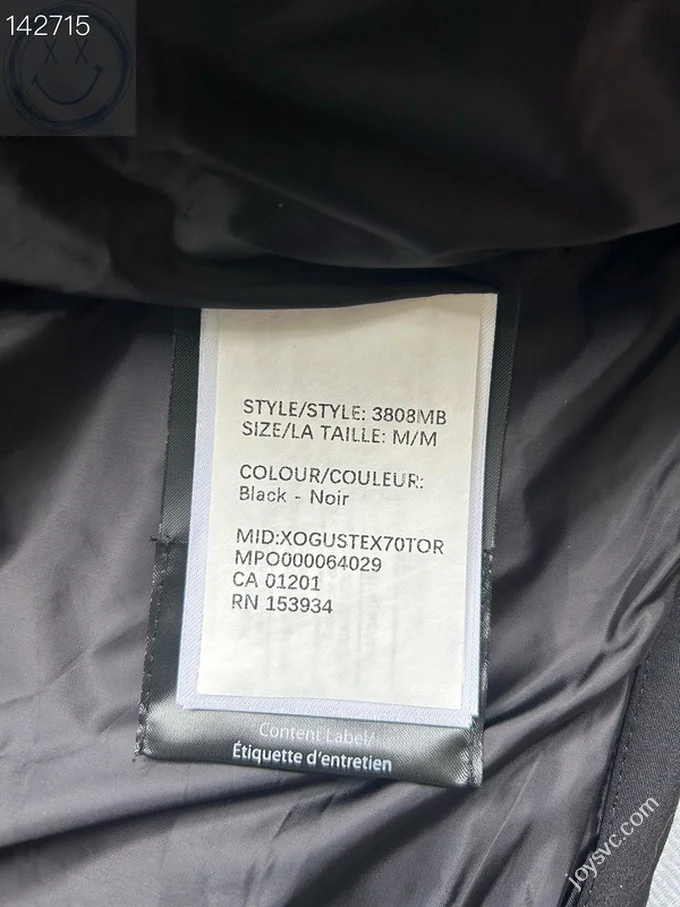 142715
STYLE/STYLE: 3808MB
SIZE/LA TAILLE: M/M
COLOUR/COULEUR:
Black - Noir
MID:XOGUSTEX70TOR
MPO000064029
CA 01201
RN 153934
Content Label/
Étiquette d'entretien
joysvc.com